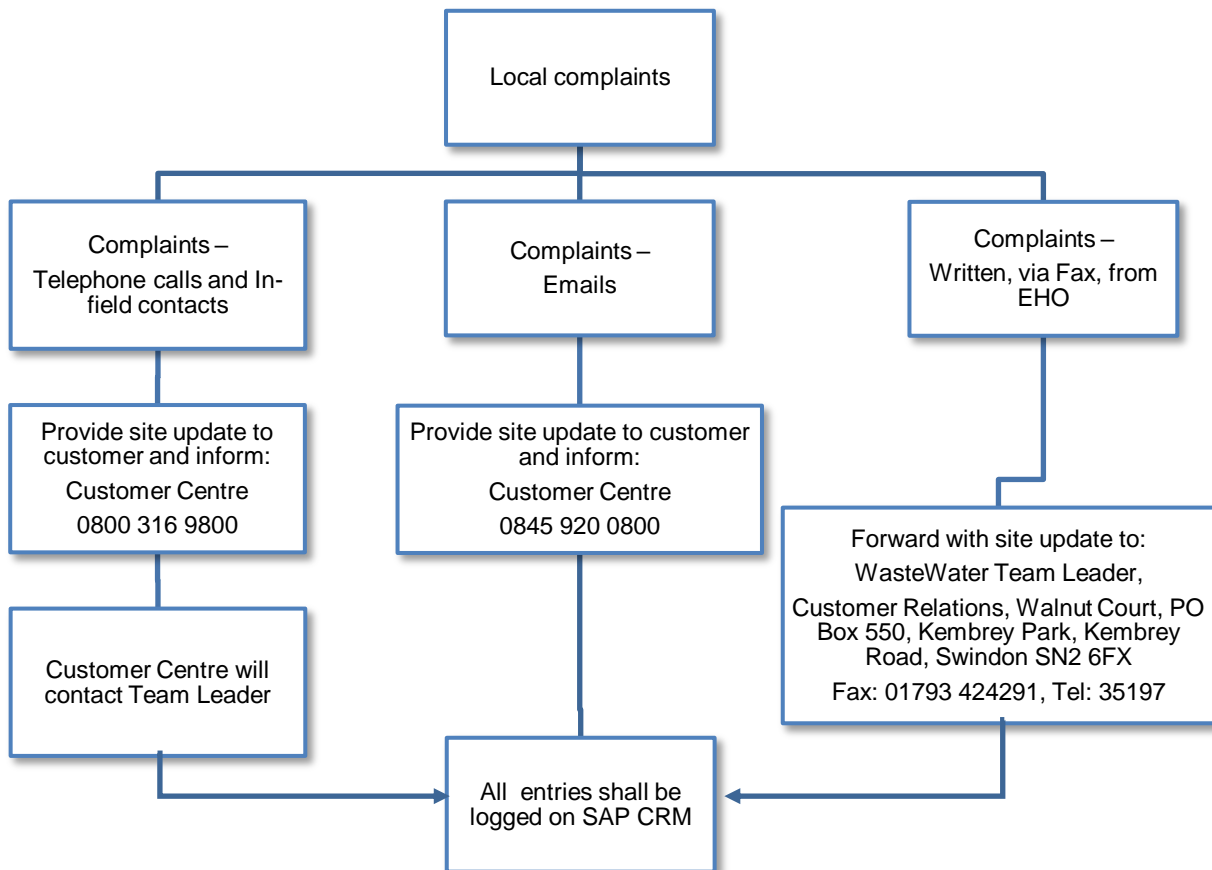 Local complaints
Complaints –
Telephone calls and In-
field contacts
Complaints –
Emails
Complaints –
Written, via Fax, from
EHO
Provide site update to
customer and inform:
Customer Centre
0800 316 9800
Provide site update to customer
and inform:
Customer Centre
0845 920 0800
Forward with site update to:
WasteWater Team Leader,
Customer Relations, Walnut Court, PO
Box 550, Kembrey Park, Kembrey
Road, Swindon SN2 6FX
Fax: 01793 424291, Tel: 35197
Customer Centre will
contact Team Leader
All entries shall be
logged on SAP CRM